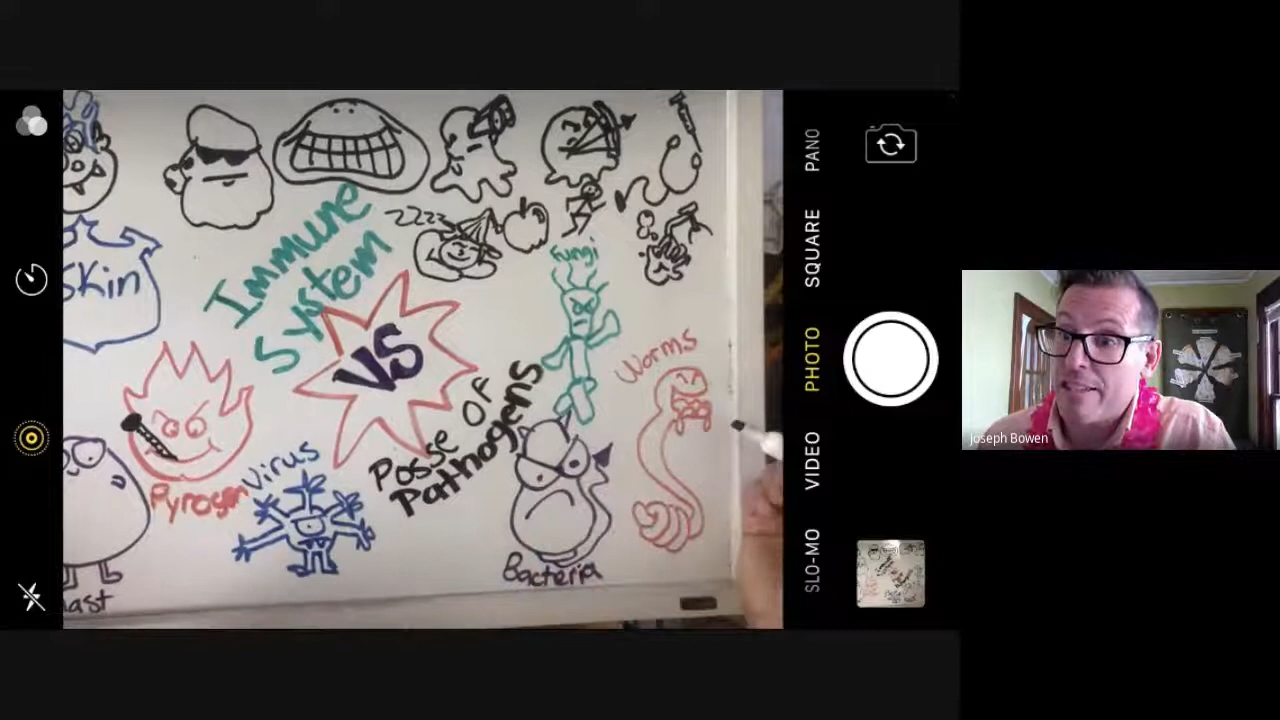 Immune
System
zzzz
Skin
VS
Fungi
Worms
Posse OF
Pathogens
Pyrogen
Virus
Bacteria
ast
PANO
SQUARE
PHOTO
VIDEO
SLO-MO
Joseph Bowen